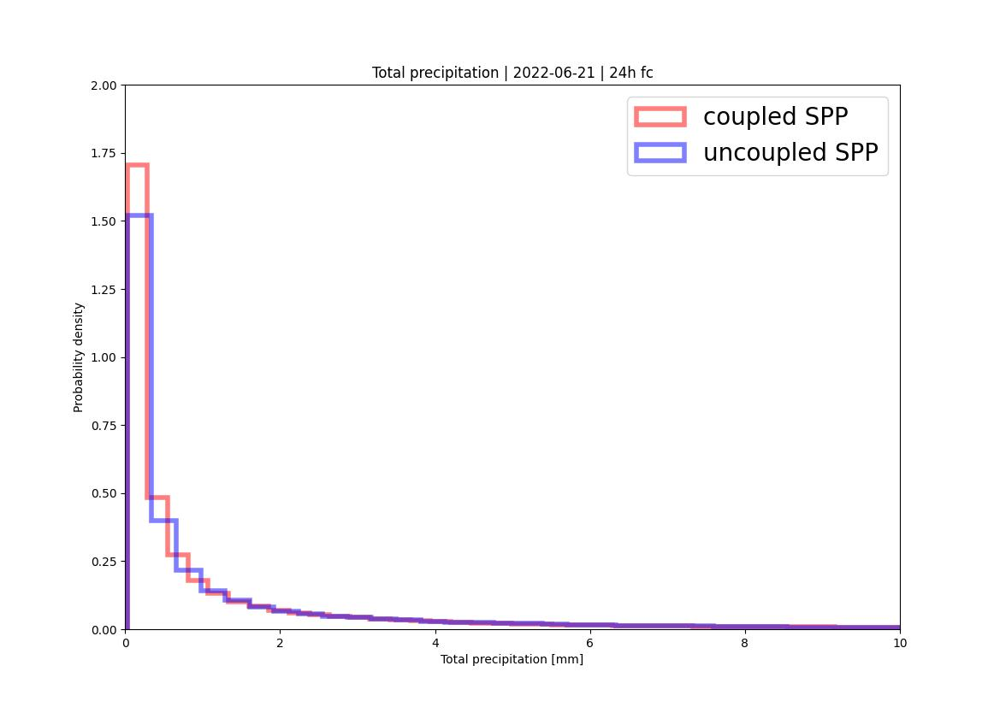 Total precipitation | 2022-06-21 | 24h fc
2.00
1.75
1.50
1.25
1.00
0.75
0.50
0.25
0.00
Probability density
coupled SPP
uncoupled SPP
0 2 4 6 8 10
Total precipitation [mm]